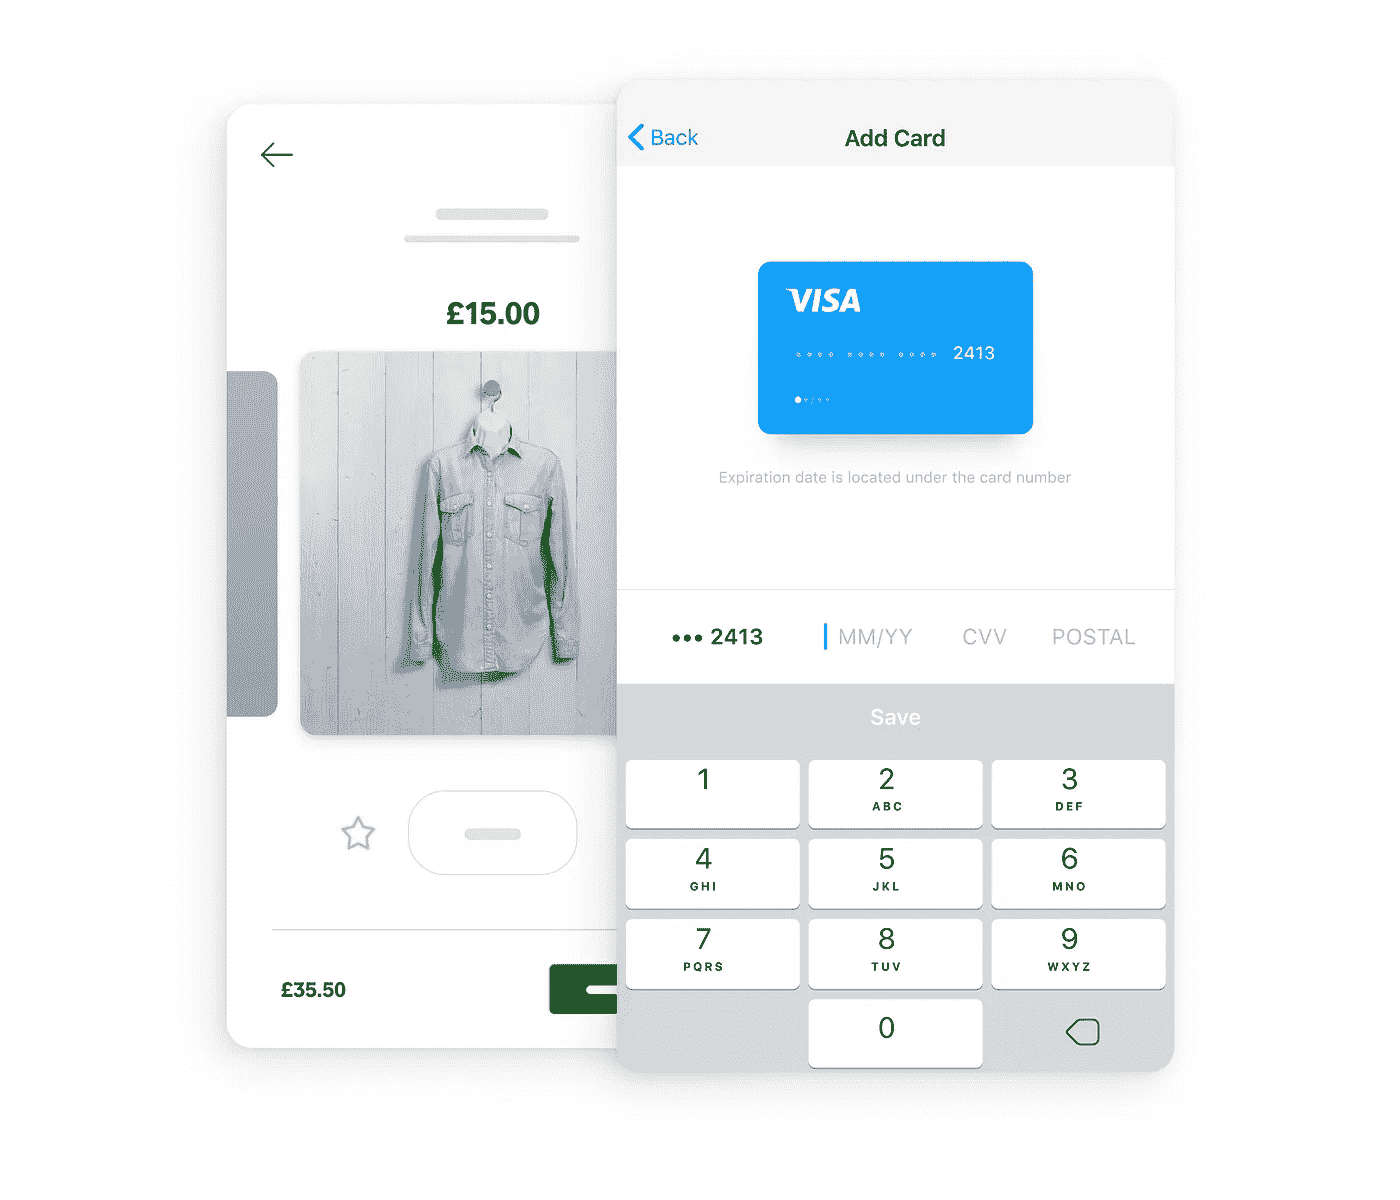 £15.00
£35.50
Back
Add Card
VISA
•••• •••• •••• 2413
Expiration date is located under the card number
••• 2413 MM/YY CVV POSTAL
Save
1 2 3
ABC DEF
4 5 6
GHI JKL MNO
7 8 9
PQRS TUV WXYZ
0